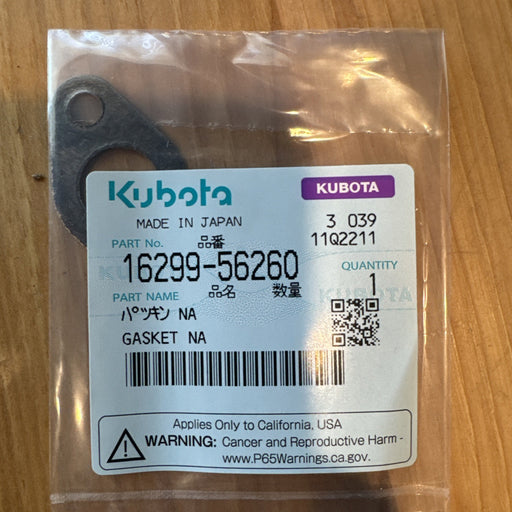 Kubota KUBOTA
MADE IN JAPAN 3 039
PART No. 品番 11Q2211
16299-56260 QUANTITY
PART NAME 品名 数量 1
パツキン NA
GASKET NA
KUBOTA
Applies Only to California, USA
WARNING: Cancer and Reproductive Harm -
www.P65Warnings.ca.gov.